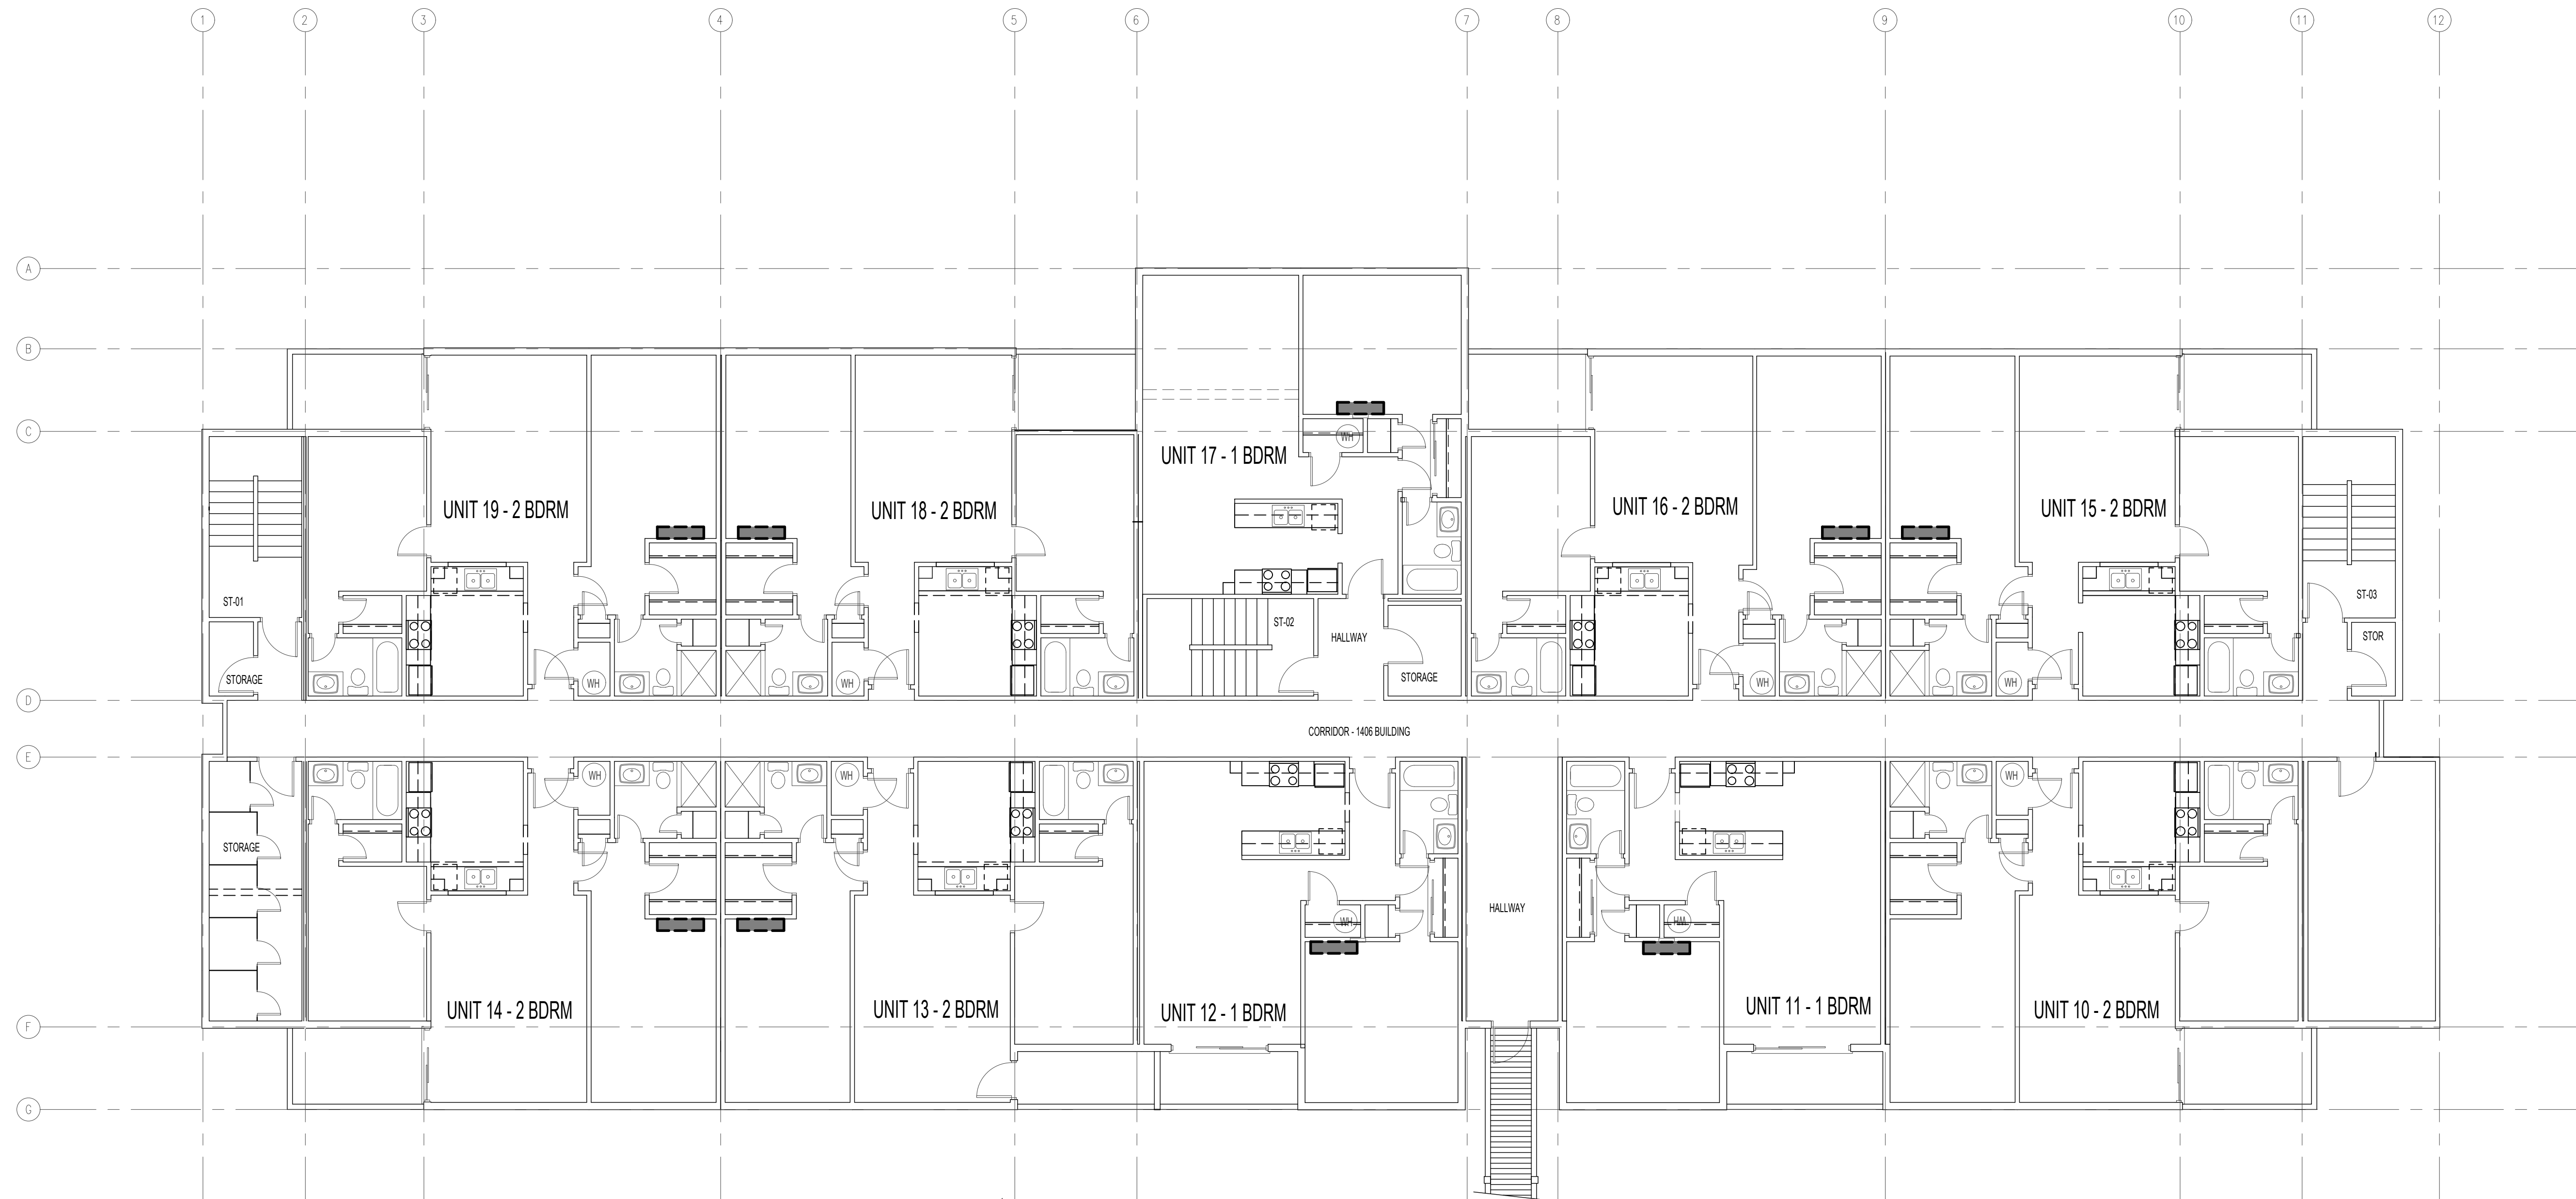 1 2 3 4 5 6 7 8 9 10 11 12
A
B
C
UNIT 17 - 1 BDRM
WH
UNIT 19 - 2 BDRM
UNIT 18 - 2 BDRM
UNIT 16 - 2 BDRM
UNIT 15 - 2 BDRM
ST-01
ST-02
HALLWAY
ST-03
STOR
STORAGE
WH
WH
STORAGE
WH
WH
D
CORRIDOR - 1406 BUILDING
E
WH
WH
WH
STORAGE
HALLWAY
WH
WH
UNIT 14 - 2 BDRM
UNIT 13 - 2 BDRM
UNIT 12 - 1 BDRM
UNIT 11 - 1 BDRM
UNIT 10 - 2 BDRM
F
G